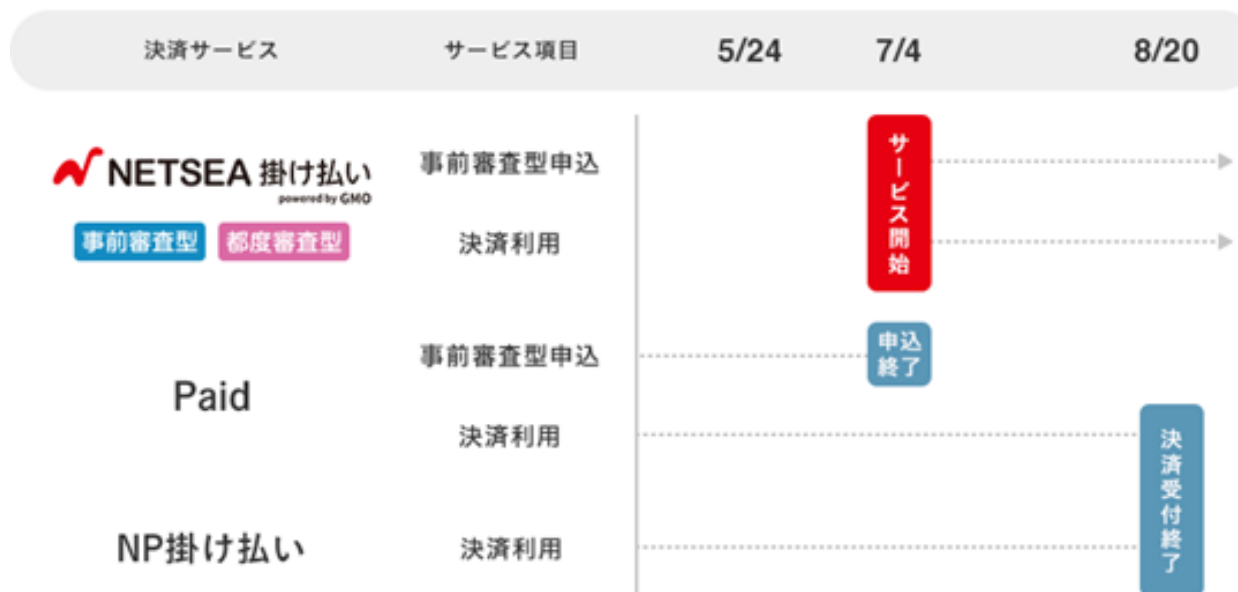 決済サービス サービス項目 5/24 7/4 8/20
NETSEA 掛け払い
powered by GMO
事前審査型 都度審査型
事前審査型申込
決済利用
サービス開始
Paid
事前審査型申込
申込
終了
決済利用
NP掛け払い
決済利用
決済受付終了